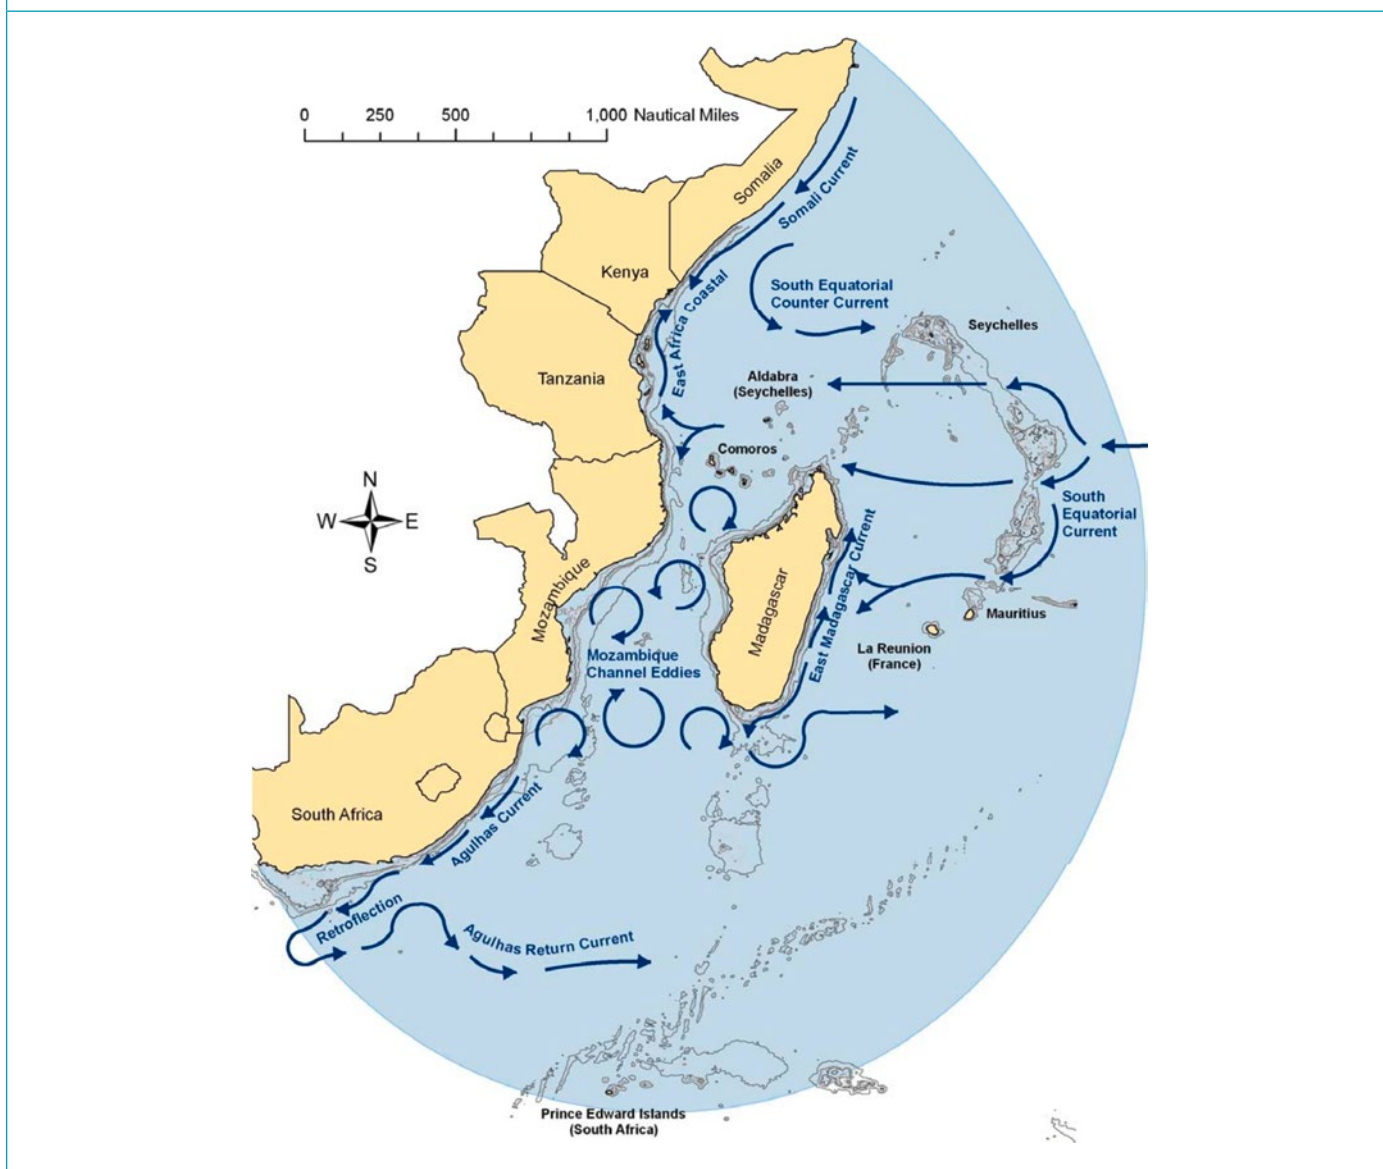 0 250 500 1,000 Nautical Miles
Somalia
Somali Current
Kenya
South Equatorial
Counter Current
East Africa Coastal
Seychelles
Tanzania
Aldabra
(Seychelles)
Comoros
N
W E
S
South
Equatorial
Current
Mozambique
Madagascar
East Madagascar Current
Mauritius
La Reunion
(France)
Mozambique
Channel Eddies
South Africa
Agulhas Current
Retroflection
Agulhas Return Current
Prince Edward Islands
(South Africa)